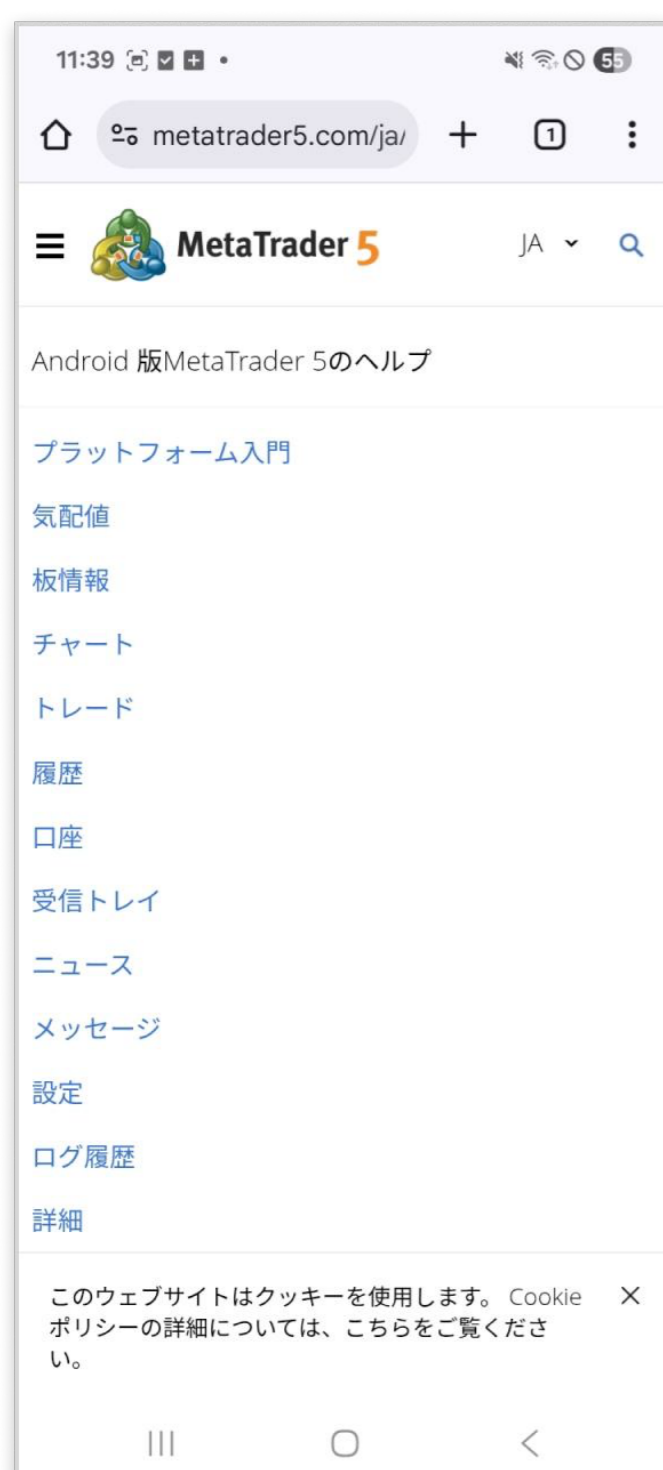 11:39
55
metatrader5.com/ja/
1
MetaTrader 5
JA
Android 版MetaTrader 5のヘルプ
プラットフォーム入門
気配値
板情報
チャート
トレード
履歴
口座
受信トレイ
ニュース
メッセージ
設定
ログ履歴
詳細
このウェブサイトはクッキーを使用します。 Cookie
ポリシーの詳細については、こちらをご覧くださ
い。